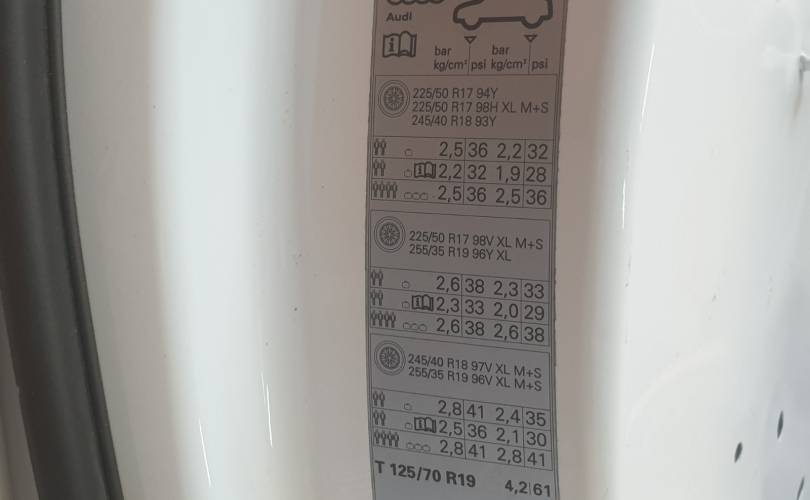 Audi
bar bar
kg/cm² psi kg/cm² psi
225/50 R17 94Y
225/50 R17 98H XL M+S
245/40 R18 93Y
2,5 36 2,2 32
2,2 32 1,9 28
2,5 36 2,5 36
225/50 R17 98V XL M+S
255/35 R19 96Y XL
2,6 38 2,3 33
2,3 33 2,0 29
2,6 38 2,6 38
245/40 R18 97V XL M+S
255/35 R19 96V XL M+S
2,8 41 2,4 35
2,5 36 2,1 30
2,8 41 2,8 41
T 125/70 R19 4,2 61